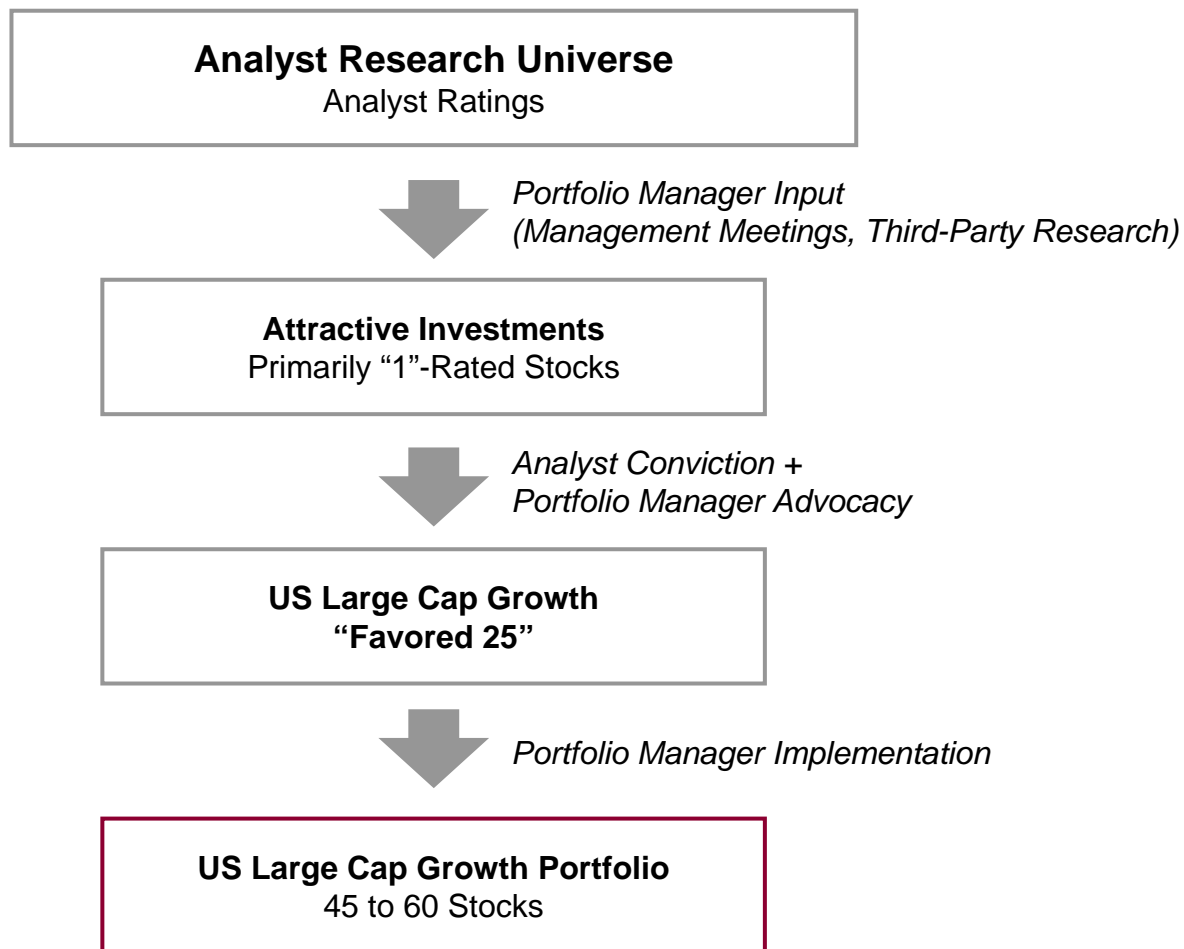 Analyst Research Universe
Analyst Ratings
Portfolio Manager Input
(Management Meetings, Third-Party Research)
Attractive Investments
Primarily “1”-Rated Stocks
Analyst Conviction +
Portfolio Manager Advocacy
US Large Cap Growth
“Favored 25”
Portfolio Manager Implementation
US Large Cap Growth Portfolio
45 to 60 Stocks